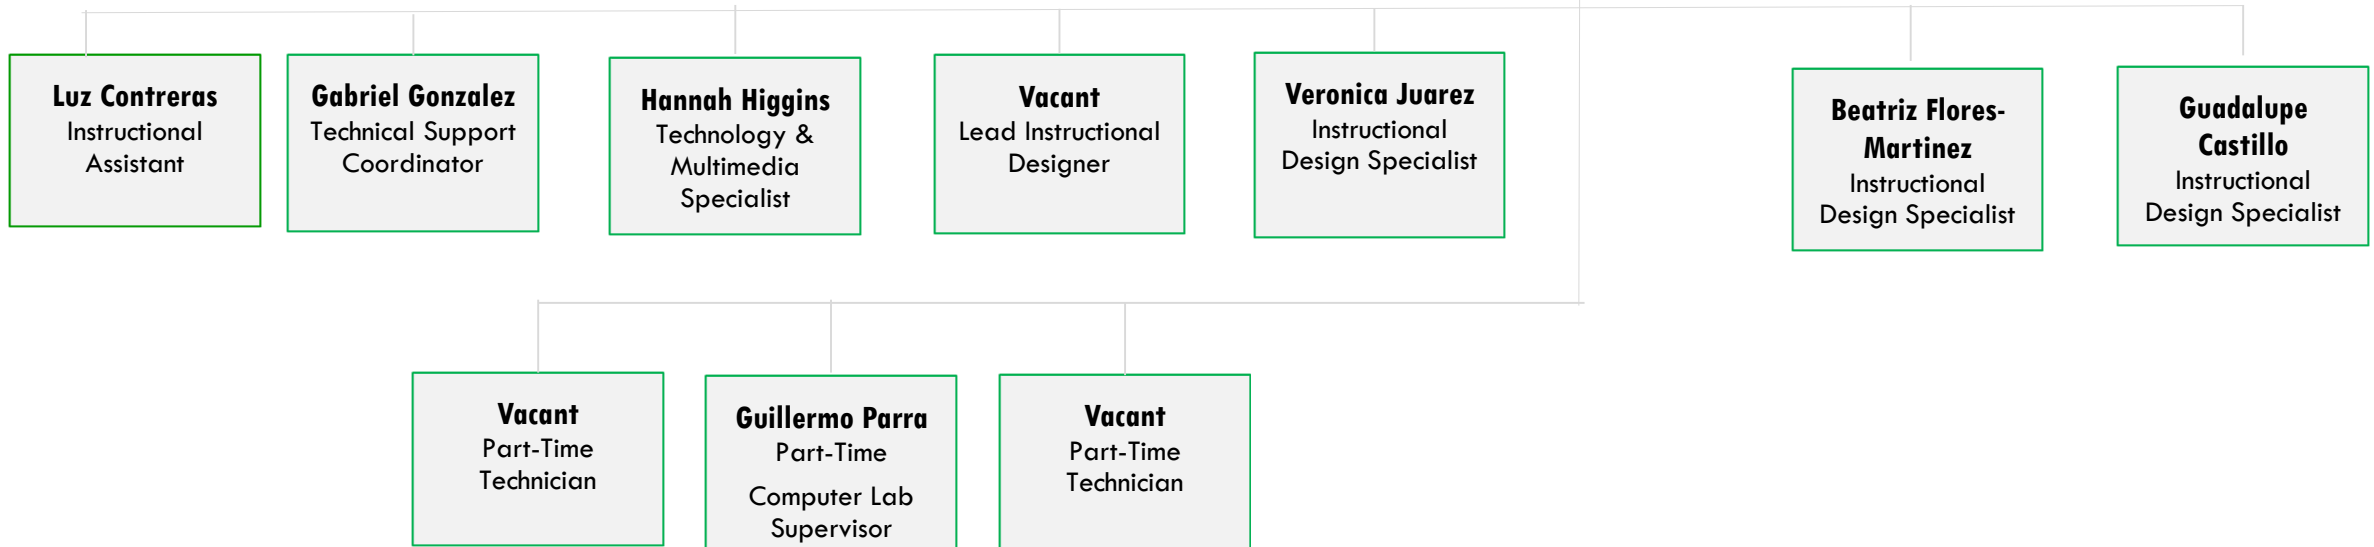 Luz Contreras
Instructional
Assistant
Gabriel Gonzalez
Technical Support
Coordinator
Hannah Higgins
Technology &
Multimedia
Specialist
Vacant
Lead Instructional
Designer
Veronica Juarez
Instructional
Design Specialist
Beatriz Flores-
Martinez
Instructional
Design Specialist
Guadalupe
Castillo
Instructional
Design Specialist
Vacant
Part-Time
Technician
Guillermo Parra
Part-Time
Computer Lab
Supervisor
Vacant
Part-Time
Technician